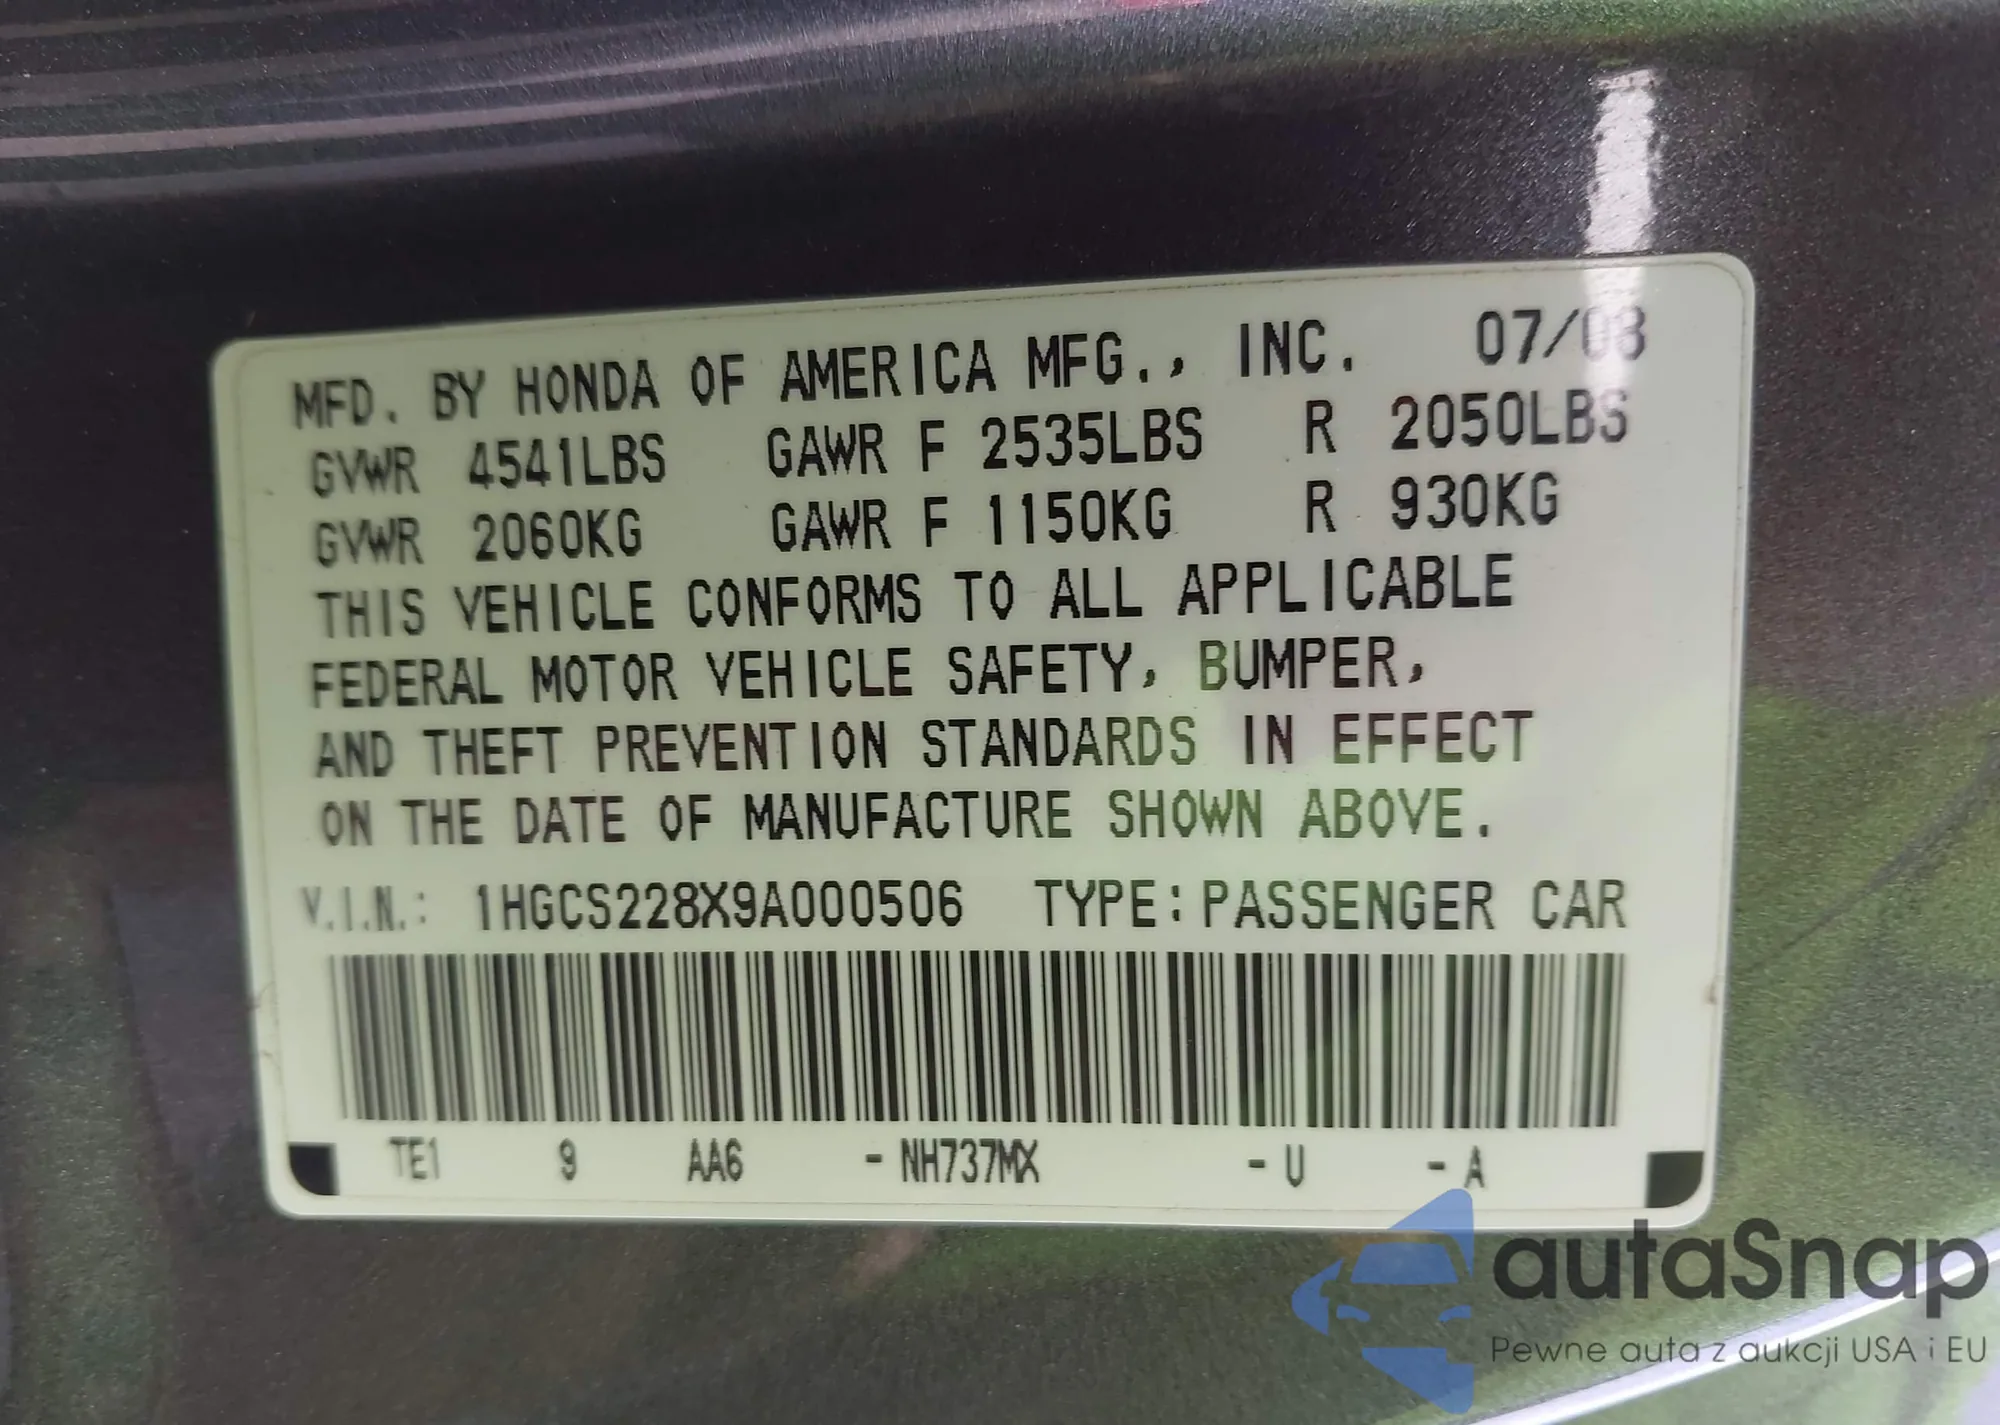 MFD. BY HONDA OF AMERICA MFG., INC. 07/08
GVWR 4541LBS GAWR F 2535LBS R 2050LBS
GVWR 2060KG GAWR F 1150KG R 930KG
THIS VEHICLE CONFORMS TO ALL APPLICABLE
FEDERAL MOTOR VEHICLE SAFETY, BUMPER,
AND THEFT PREVENTION STANDARDS IN EFFECT
ON THE DATE OF MANUFACTURE SHOWN ABOVE.
V.I.N.: 1HGCS228X9A000506 TYPE:PASSENGER CAR
TE1 9 AA6 -NH737MX -U -A
autaSnap
Pewne auta z aukcji USA i EU